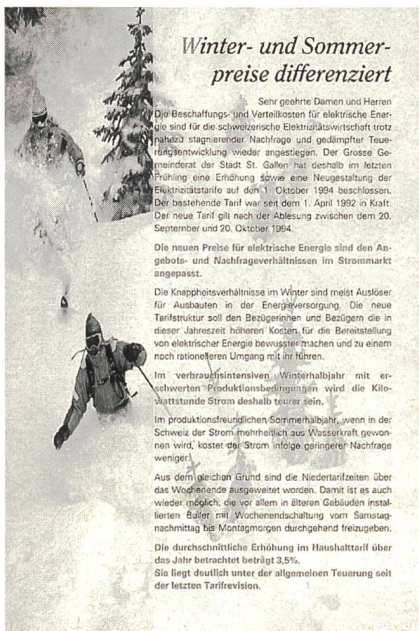 Winter- und Sommer-
preise differenziert
Sehr geehrte Damen und Herren
Die Beschaffungs- und Verteilkosten für elektrische Ener-
gie sind für die schweizerische Elektrizitätswirtschaft trotz
nahezu stagnierender Nachfrage und gedämpfter Teue-
rungsentwicklung wieder angestiegen. Der Grosse Ge-
meinderat der Stadt St. Gallen hat deshalb im letzten
Frühling eine Erhöhung sowie eine Neugestaltung der
Elektrizitätstarife auf den 1. Oktober 1994 beschlossen.
Der bestehende Tarif war seit dem 1. April 1992 in Kraft.
Der neue Tarif gilt nach der Ablesung zwischen dem 20.
September und 20. Oktober 1994.
Die neuen Preise für elektrische Energie sind den An-
gebots- und Nachfrageverhältnissen im Strommarkt
angepasst.
Die Knappheitsverhältnisse im Winter sind meist Auslöser
für Ausbauten in der Energieversorgung. Die neue
Tarifstruktur soll den Bezügerinnen und Bezügern die in
dieser Jahreszeit höheren Kosten für die Bereitstellung
von elektrischer Energie bewusster machen und zu einem
noch rationelleren Umgang mit ihr führen.
Im verbrauchsintensiven Winterhalbjahr mit er-
schwerten Produktionsbedingungen wird die Kilo-
wattstunde Strom deshalb teurer sein.
Im produktionsfreundlichen Sommerhalbjahr, wenn in der
Schweiz der Strom mehrheitlich aus Wasserkraft gewon-
nen wird, kostet der Strom infolge geringerer Nachfrage
weniger.
Aus dem gleichen Grund sind die Niedertarifzeiten über
das Wochenende ausgeweitet worden. Damit ist es auch
wieder möglich, die vor allem in älteren Gebäuden instal-
lierten Boiler mit Wochenendschaltung vom Samstag-
nachmittag bis Montagmorgen durchgehend freizugeben.
Die durchschnittliche Erhöhung im Haushalttarif über
das Jahr betrachtet beträgt 3,5%.
Sie liegt deutlich unter der allgemeinen Teuerung seit
der letzten Tarifrevision.